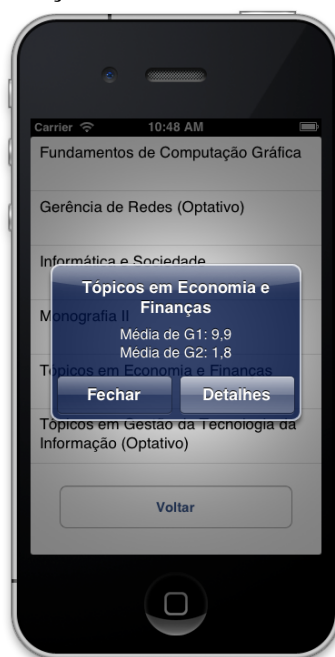 Carrier 10:48 AM
Fundamentos de Computação Gráfica
Gerência de Redes (Optativo)
Informática e Sociedade
Tópicos em Economia e
Finanças
Monografia II
Média de G1: 9,9
Média de G2: 1,8
Tópicos em Economia e Finanças
Fechar Detalhes
Tópicos em Gestão da Tecnologia da
Informação (Optativo)
Voltar